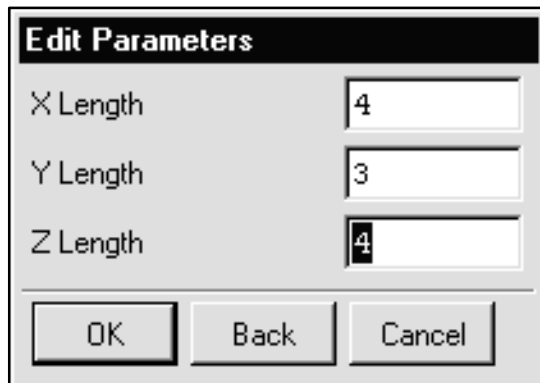 Edit Parameters
X Length 4
Y Length 3
Z Length 4
OK Back Cancel